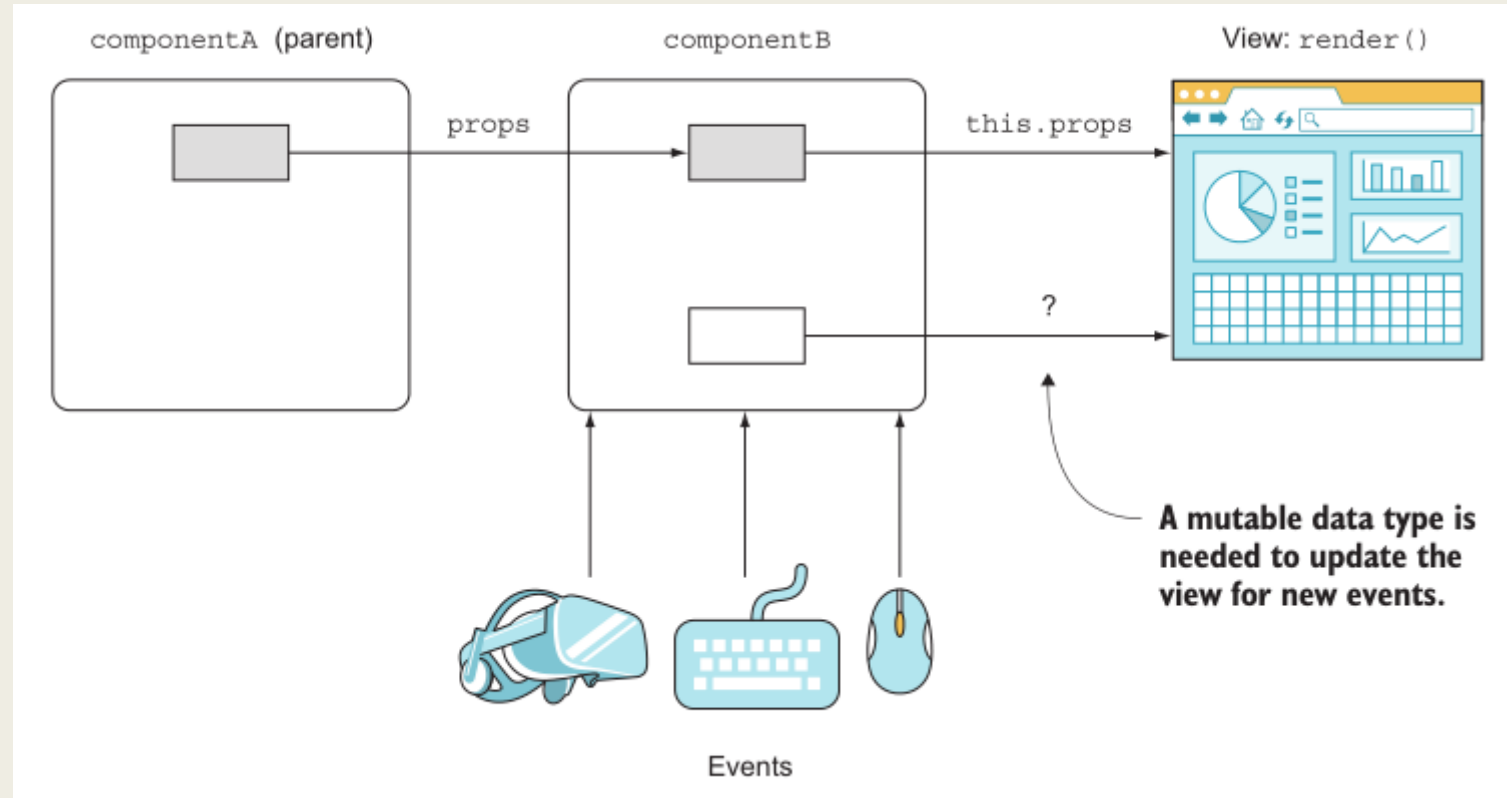 componentA (parent)
componentB
View: render()
props
this.props
?
A mutable data type is
needed to update the
view for new events.
Events